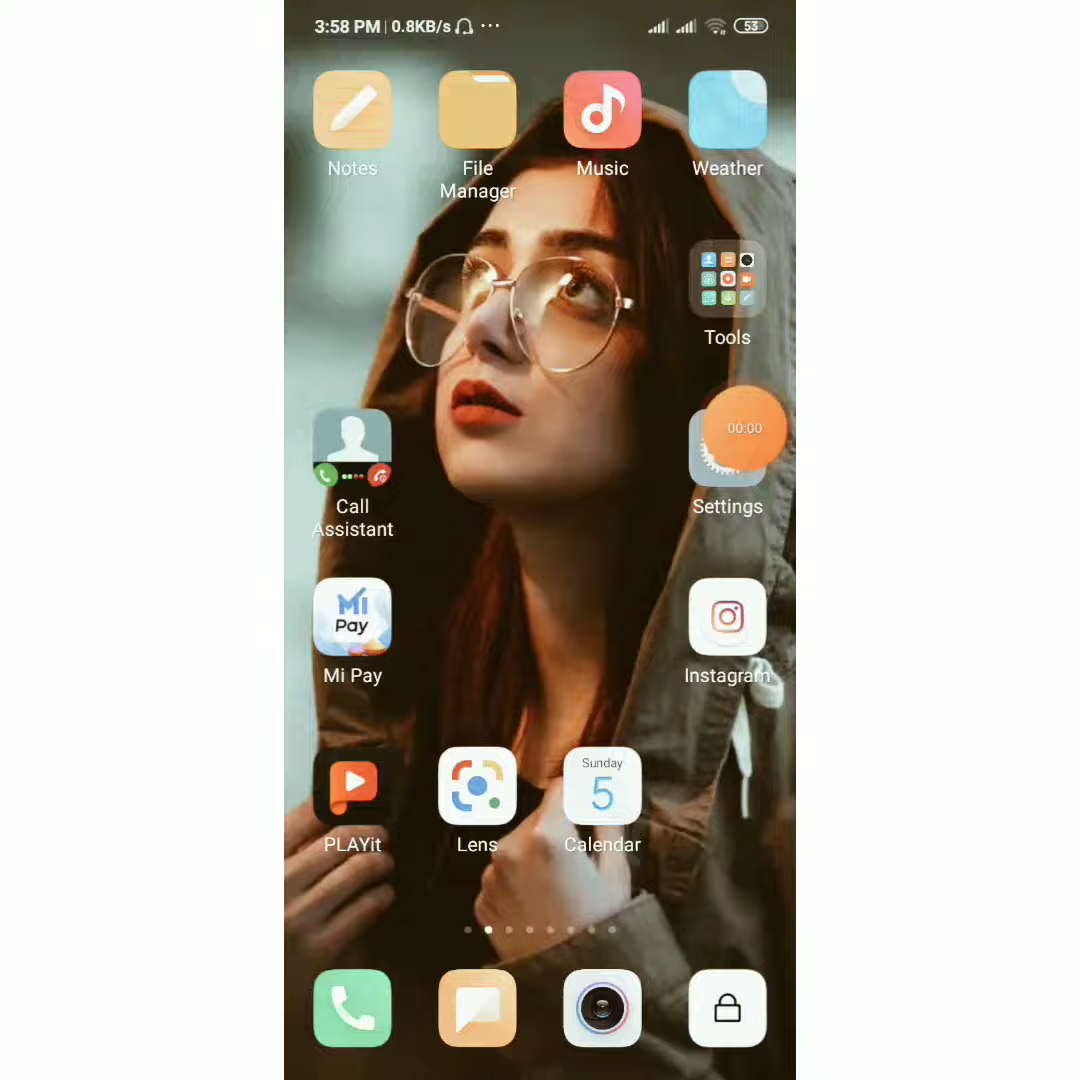 3:58 PM | 0.8KB/s ... 53
Notes
File Manager
Music
Weather
Tools
00:00
Call Assistant
Settings
Mi Pay
Mi Pay
Instagram
Sunday
5
PLAYit
Lens
Calendar